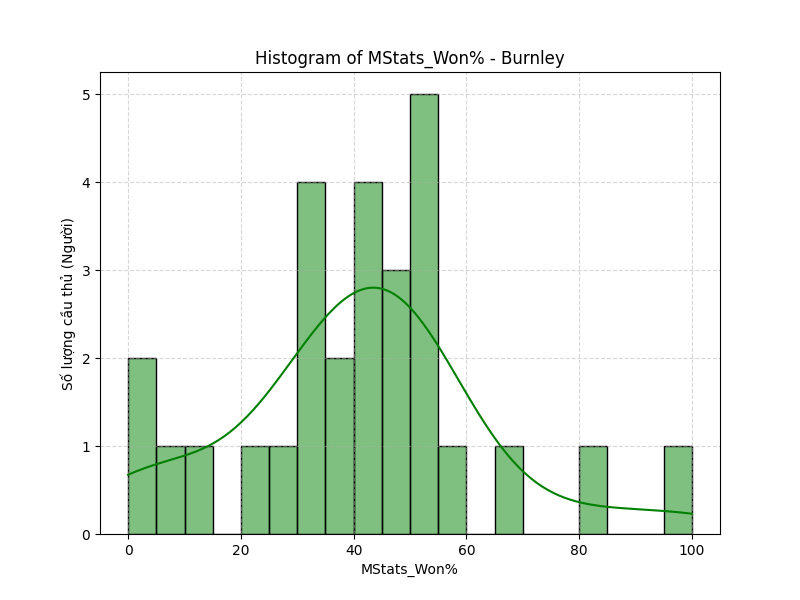 Histogram of MStats_Won% - Burnley
Số lượng cầu thủ (Người)
5
4
3
2
1
0
0 20 40 60 80 100
MStats_Won%